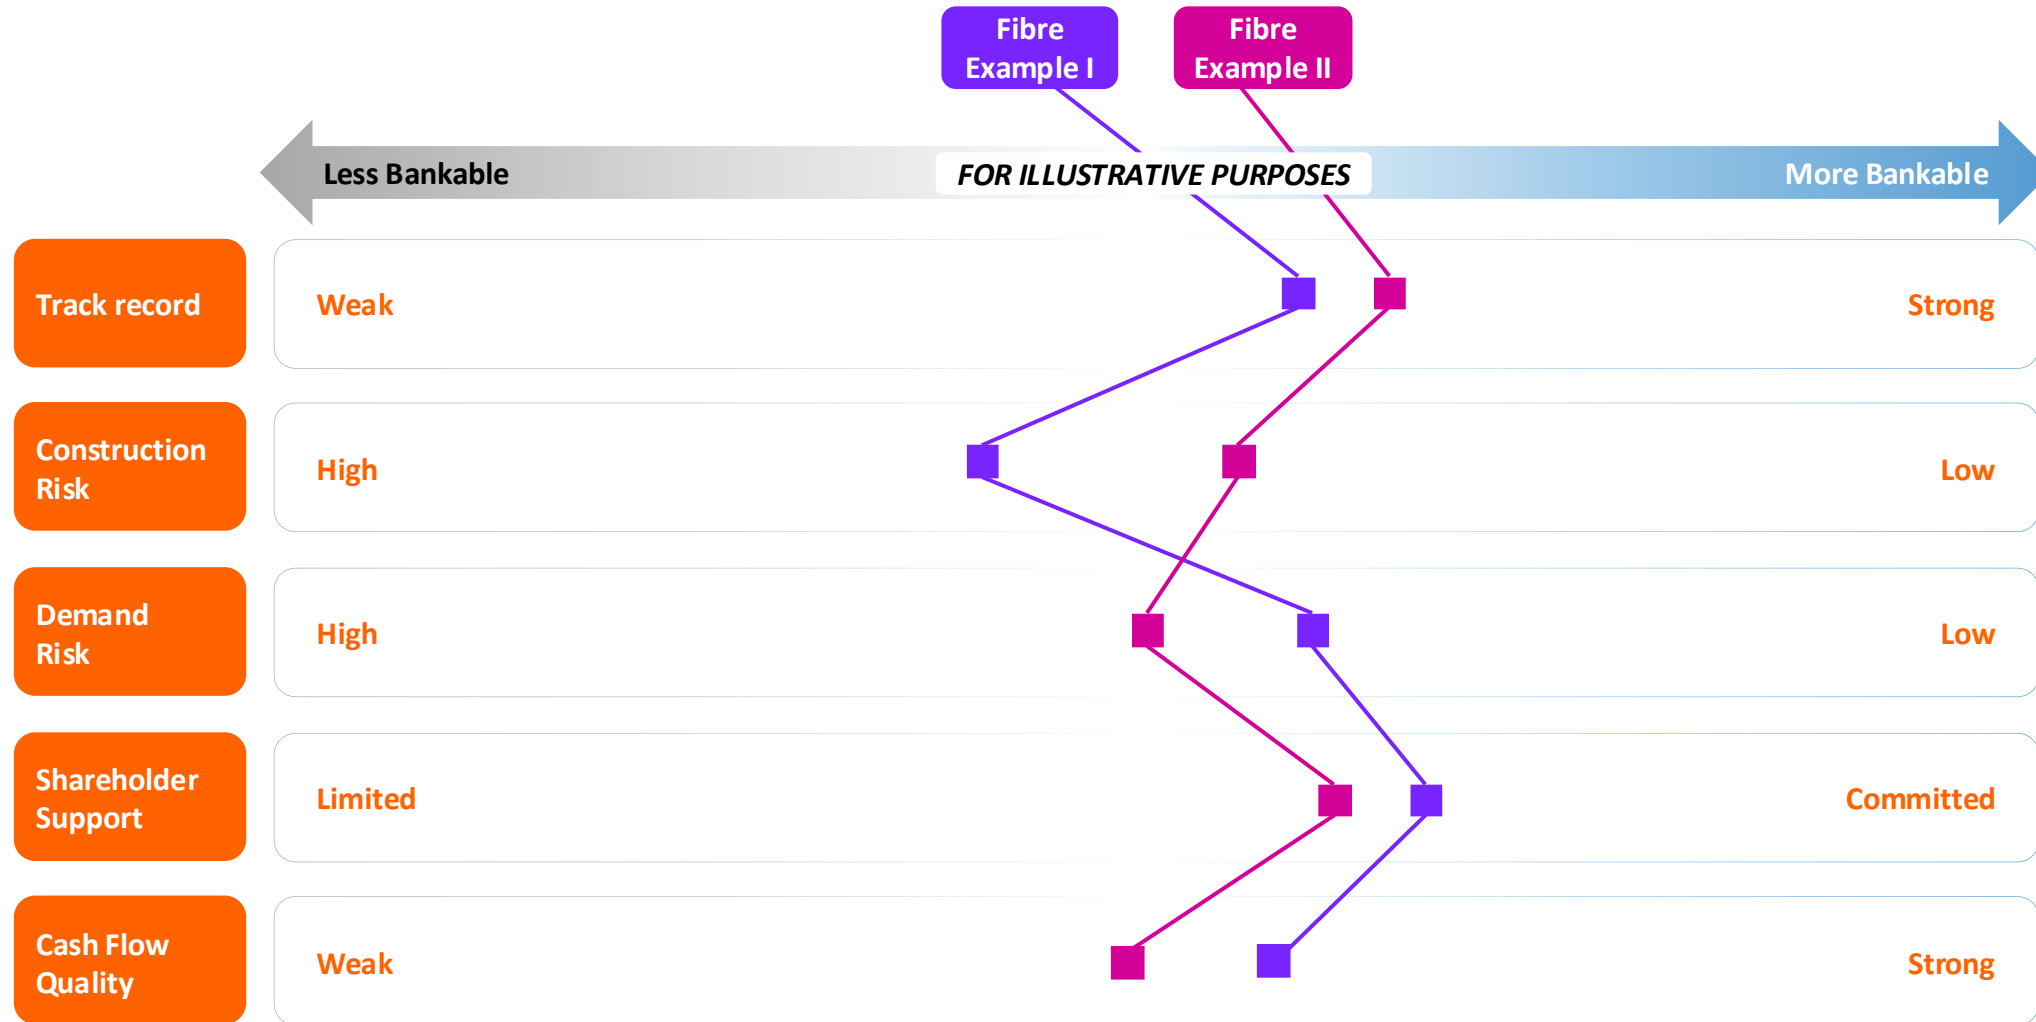 Fibre
Example I
Fibre
Example II
Less Bankable
FOR ILLUSTRATIVE PURPOSES
More Bankable
Track record
Weak
Strong
Construction
Risk
High
Low
Demand
Risk
High
Low
Shareholder
Support
Limited
Committed
Cash Flow
Quality
Weak
Strong